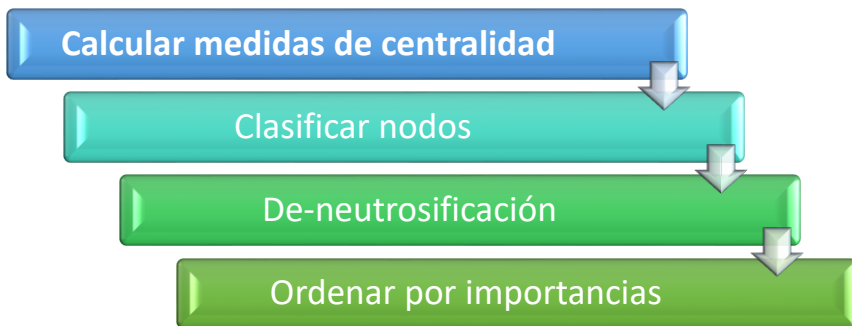 Calcular medidas de centralidad
Clasificar nodos
De-neutrosificación
Ordenar por importancias